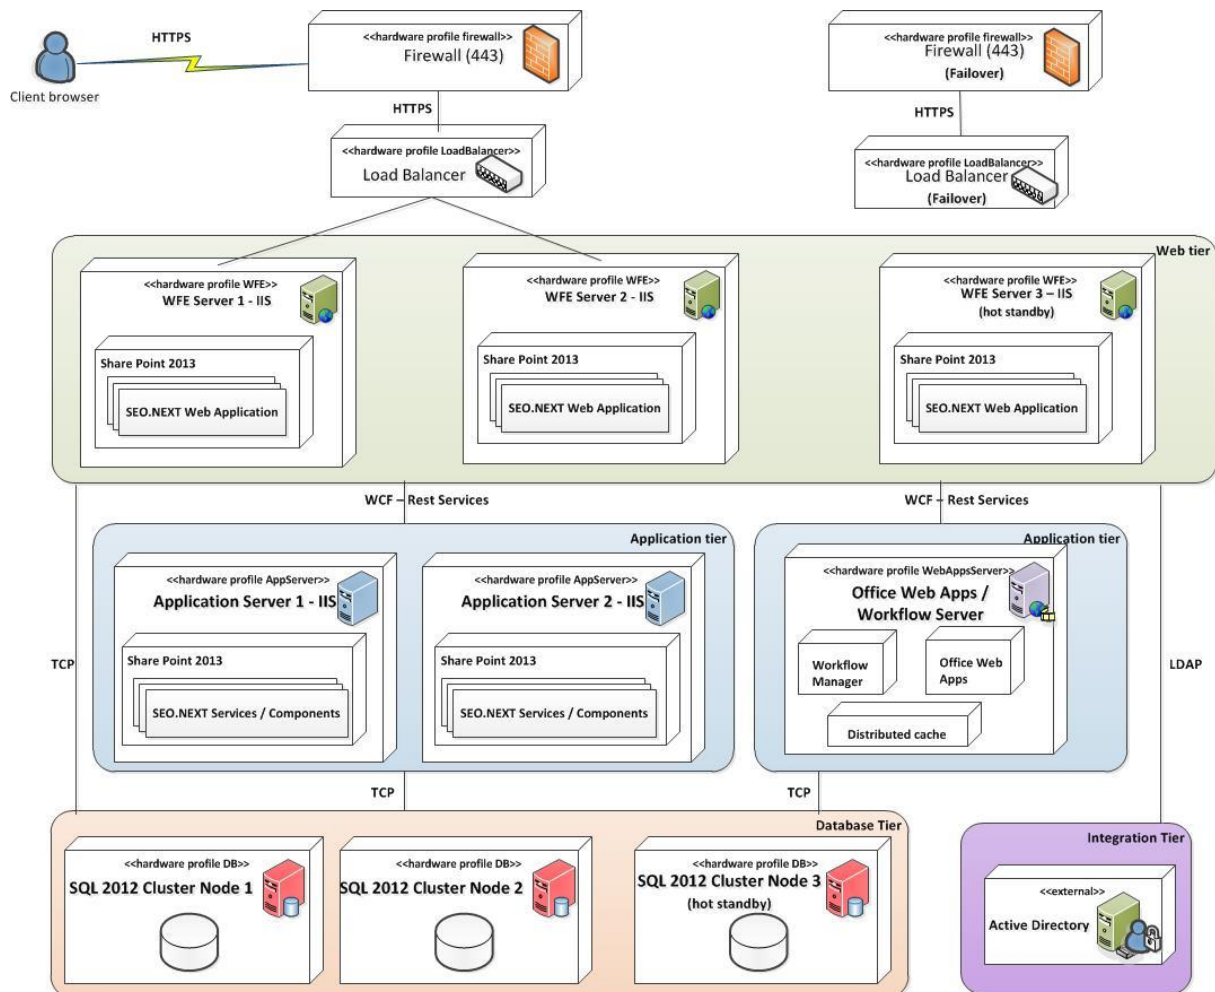 HTTPS
Client browser
<<hardware profile firewall>>
Firewall (443)
<<hardware profile firewall>>
Firewall (443)
(Failover)
HTTPS
HTTPS
<<hardware profile LoadBalancer>>
Load Balancer
<<hardware profile LoadBalancer>>
Load Balancer
(Failover)
Web tier
<<hardware profile WFE>>
WFE Server 1 - IIS
Share Point 2013
SEO.NEXT Web Application
<<hardware profile WFE>>
WFE Server 2 - IIS
Share Point 2013
SEO.NEXT Web Application
<<hardware profile WFE>>
WFE Server 3 – IIS
(hot standby)
Share Point 2013
SEO.NEXT Web Application
WCF – Rest Services
WCF – Rest Services
Application tier
<<hardware profile AppServer>>
Application Server 1 - IIS
Share Point 2013
SEO.NEXT Services / Components
<<hardware profile AppServer>>
Application Server 2 - IIS
Share Point 2013
SEO.NEXT Services / Components
Application tier
<<hardware profile WebAppsServer>>
Office Web Apps /
Workflow Server
Workflow
Manager
Office Web
Apps
Distributed cache
TCP
LDAP
TCP
TCP
Database Tier
<<hardware profile DB>>
SQL 2012 Cluster Node 1
<<hardware profile DB>>
SQL 2012 Cluster Node 2
<<hardware profile DB>>
SQL 2012 Cluster Node 3
(hot standby)
Integration Tier
<<external>>
Active Directory